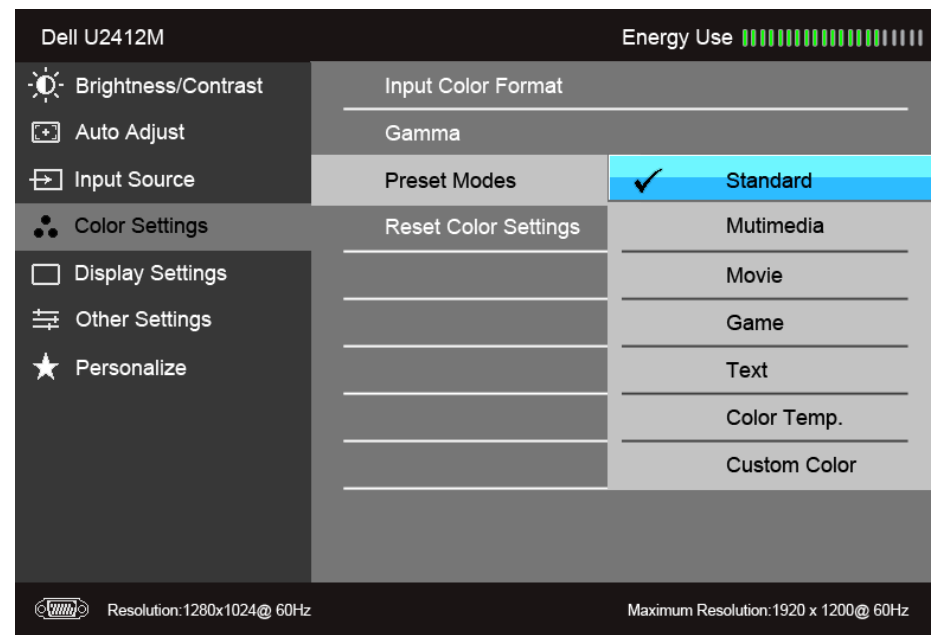 Dell U2412M
Energy Use
Brightness/Contrast
Auto Adjust
Input Source
Color Settings
Display Settings
Other Settings
Personalize
Input Color Format
Gamma
Preset Modes
Reset Color Settings
Standard
Mutimedia
Movie
Game
Text
Color Temp.
Custom Color
Resolution:1280x1024@ 60Hz
Maximum Resolution:1920 x 1200@ 60Hz